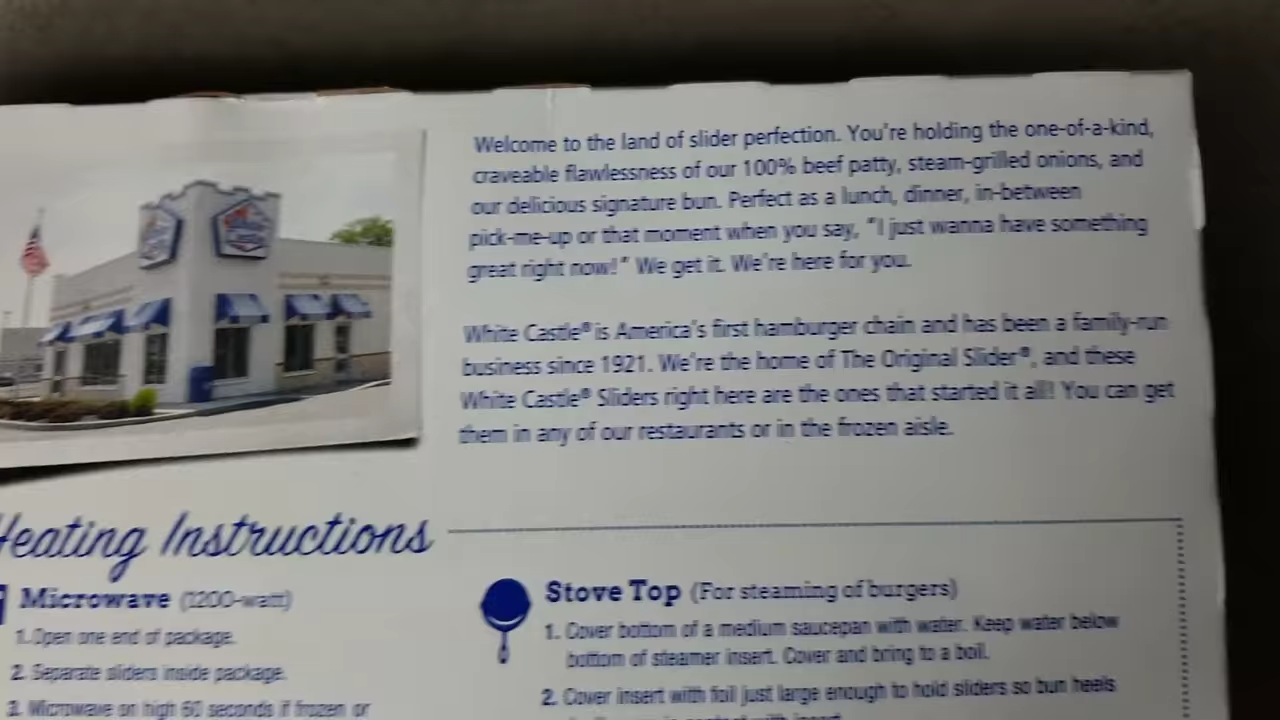 Welcome to the land of slider perfection. You're holding the one-of-a-kind,
craveable flawlessness of our 100% beef patty, steam-grilled onions, and
our delicious signature bun. Perfect as a lunch, dinner, in-between
pick-me-up or that moment when you say, "I just wanna have something
great right now!" We get it. We're here for you.
White Castle® is America's first hamburger chain and has been a family-run
business since 1921. We're the home of The Original Slider®, and these
White Castle® Sliders right here are the ones that started it all! You can get
them in any of our restaurants or in the frozen aisle.
Heating Instructions
Microwave (1200-watt)
1. Open one end of package.
2. Separate sliders inside package.
3. Microwave on high 60 seconds if frozen or
Stove Top (For steaming of burgers)
1. Cover bottom of a medium saucepan with water. Keep water below
bottom of steamer insert. Cover and bring to a boil.
2. Cover insert with foil just large enough to hold sliders so bun heels
contact with insert.